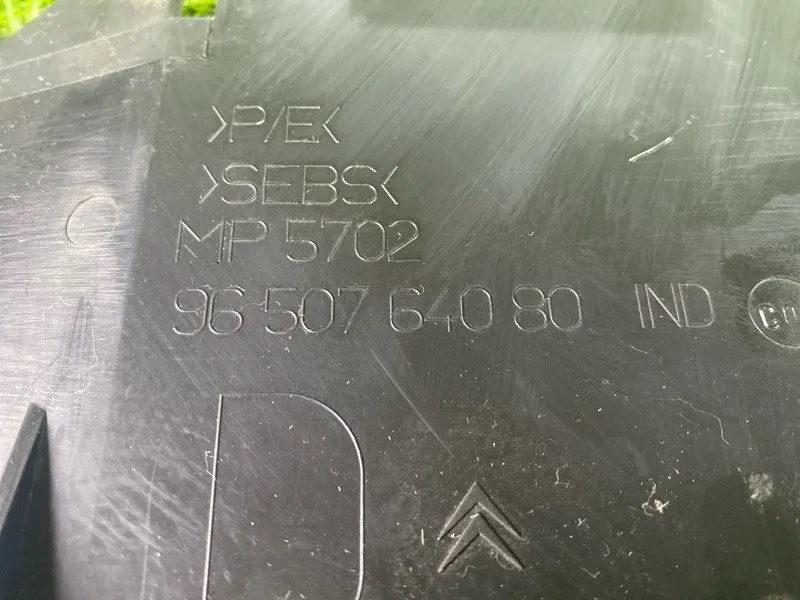 >P/E<
>SEBS<
MP 5702
96 507 640 80 IND
D